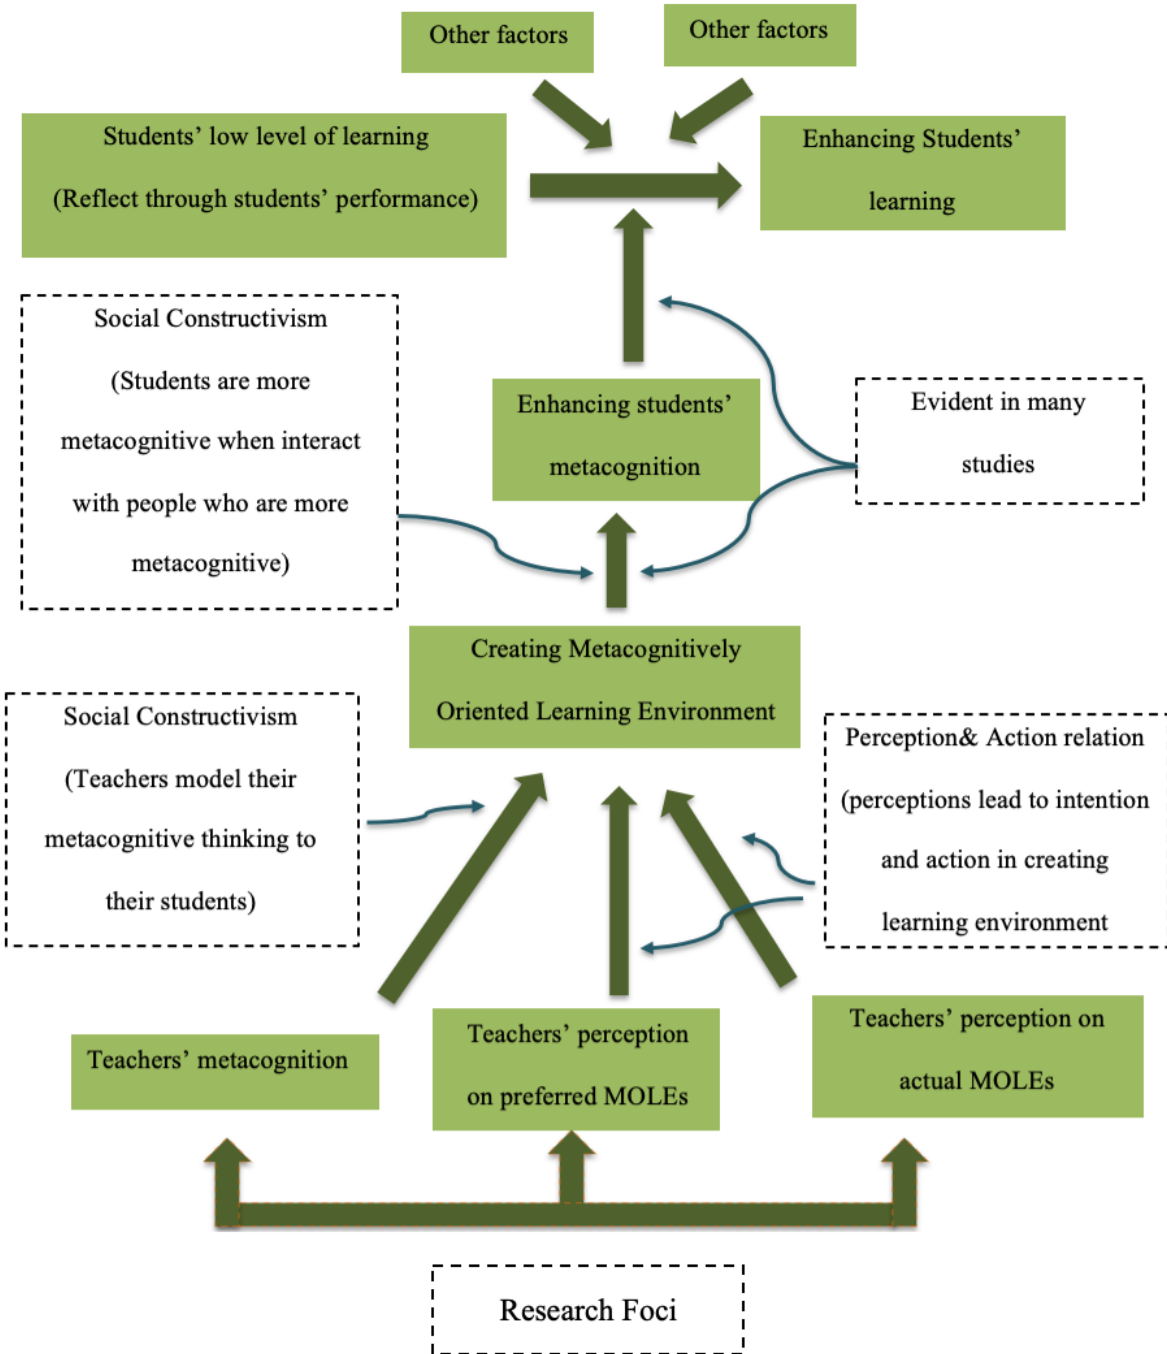 Other factors
Other factors
Students’ low level of learning
(Reflect through students’ performance)
Enhancing Students’
learning
Social Constructivism
(Students are more
metacognitive when interact
with people who are more
metacognitive)
Enhancing students’
metacognition
Evident in many
studies
Creating Metacognitively
Oriented Learning Environment
Social Constructivism
(Teachers model their
metacognitive thinking to
their students)
Perception& Action relation
(perceptions lead to intention
and action in creating
learning environment
Teachers’ metacognition
Teachers’ perception
on preferred MOLEs
Teachers’ perception on
actual MOLEs
Research Foci